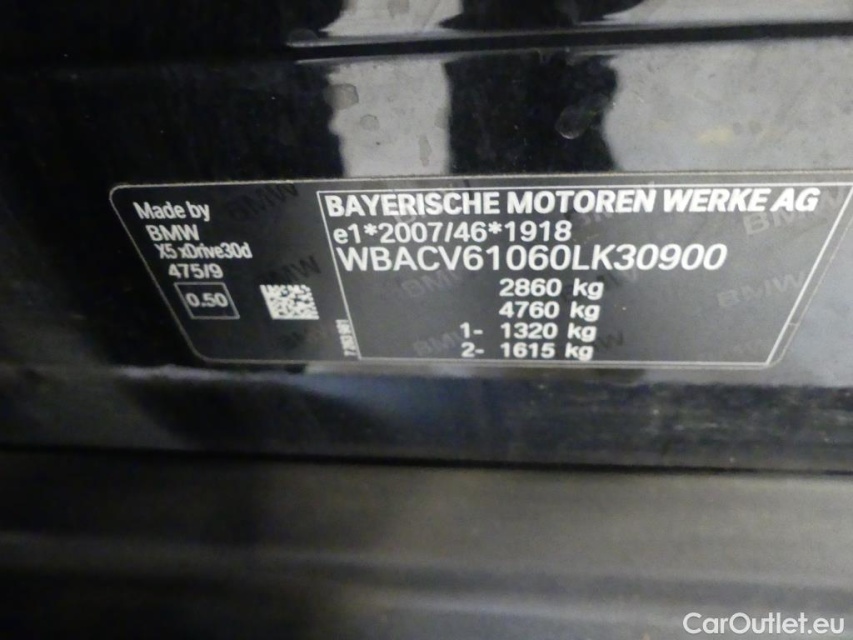 Made by
BMW
X5 xDrive30d
475/9
0.50
BAYERISCHE MOTOREN WERKE AG
e1*2007/46*1918
WBACV61060LK30900
2860 kg
4760 kg
1- 1320 kg
2- 1615 kg
CarOutlet.eu